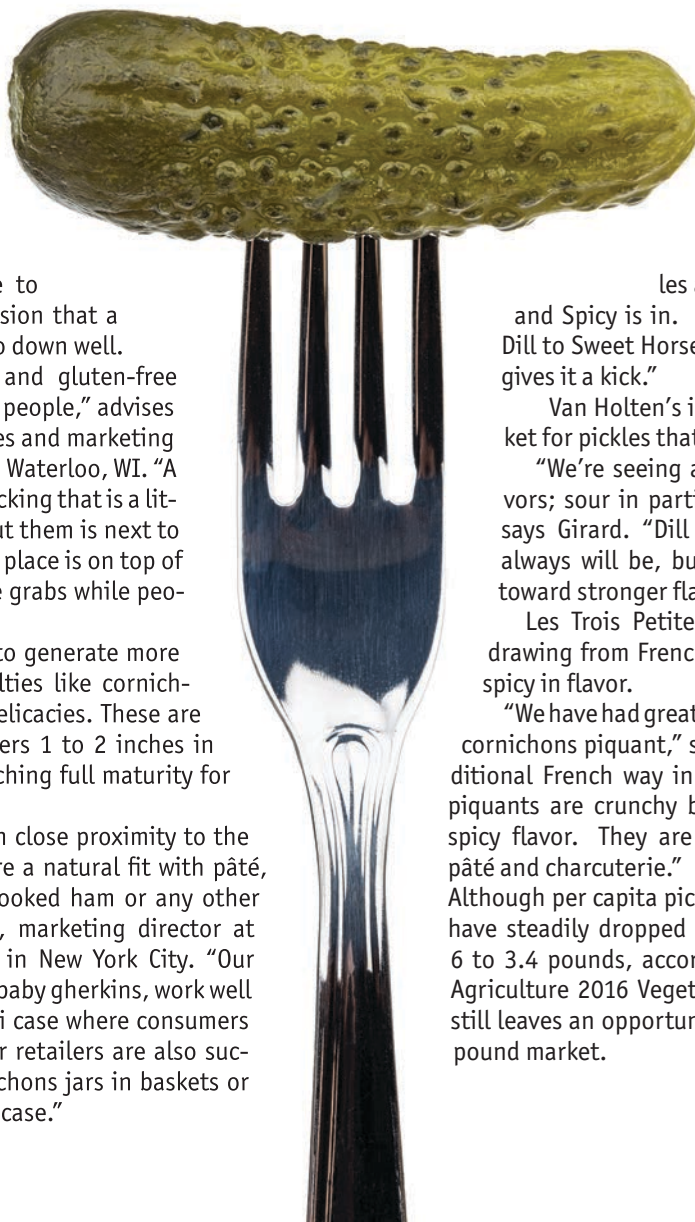 to
sion that a
down well.
and gluten-free
people,” advises
es and marketing
Waterloo, WI. “A
cking that is a lit-
ut them is next to
place is on top of
grabs while peo-
to generate more
lties like cornich-
elicacies. These are
ers 1 to 2 inches in
ching full maturity for
close proximity to the
re a natural fit with pâté,
ooked ham or any other
, marketing director at
in New York City. “Our
baby gherkins, work well
i case where consumers
r retailers are also suc-
chons jars in baskets or
case.”
les
and Spicy is in.
Dill to Sweet Horse
gives it a kick.”
Van Holten’s i
ket for pickles that
“We’re seeing a
vors; sour in parti
says Girard. “Dill
always will be, bu
toward stronger fla
Les Trois Petite
drawing from Frenc
spicy in flavor.
“We have had great
cornichons piquant,” s
ditional French way in
piquants are crunchy b
spicy flavor. They are
pâté and charcuterie.”
Although per capita pic
have steadily dropped
6 to 3.4 pounds, accor
Agriculture 2016 Veget
still leaves an opportun
pound market.